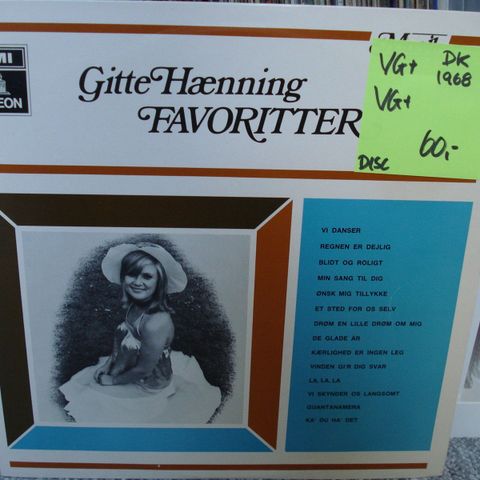 MI
EON
Gitte Hænning
FAVORITTER
VG+ DK
1968
VG+
60,-
DISC
VI DANSER
REGNEN ER DEJLIG
BLIDT OG ROLIGT
MIN SANG TIL DIG
ØNSK MIG TILLYKKE
ET STED FOR OS SELV
DRØM EN LILLE DRØM OM MIG
DE GLADE ÅR
KÆRLIGHED ER INGEN LEG
VINDEN GI'R DIG SVAR
LA, LA, LA
VI SKYNDER OS LANGSOMT
GUANTANAMERA
KA' DU HA' DET